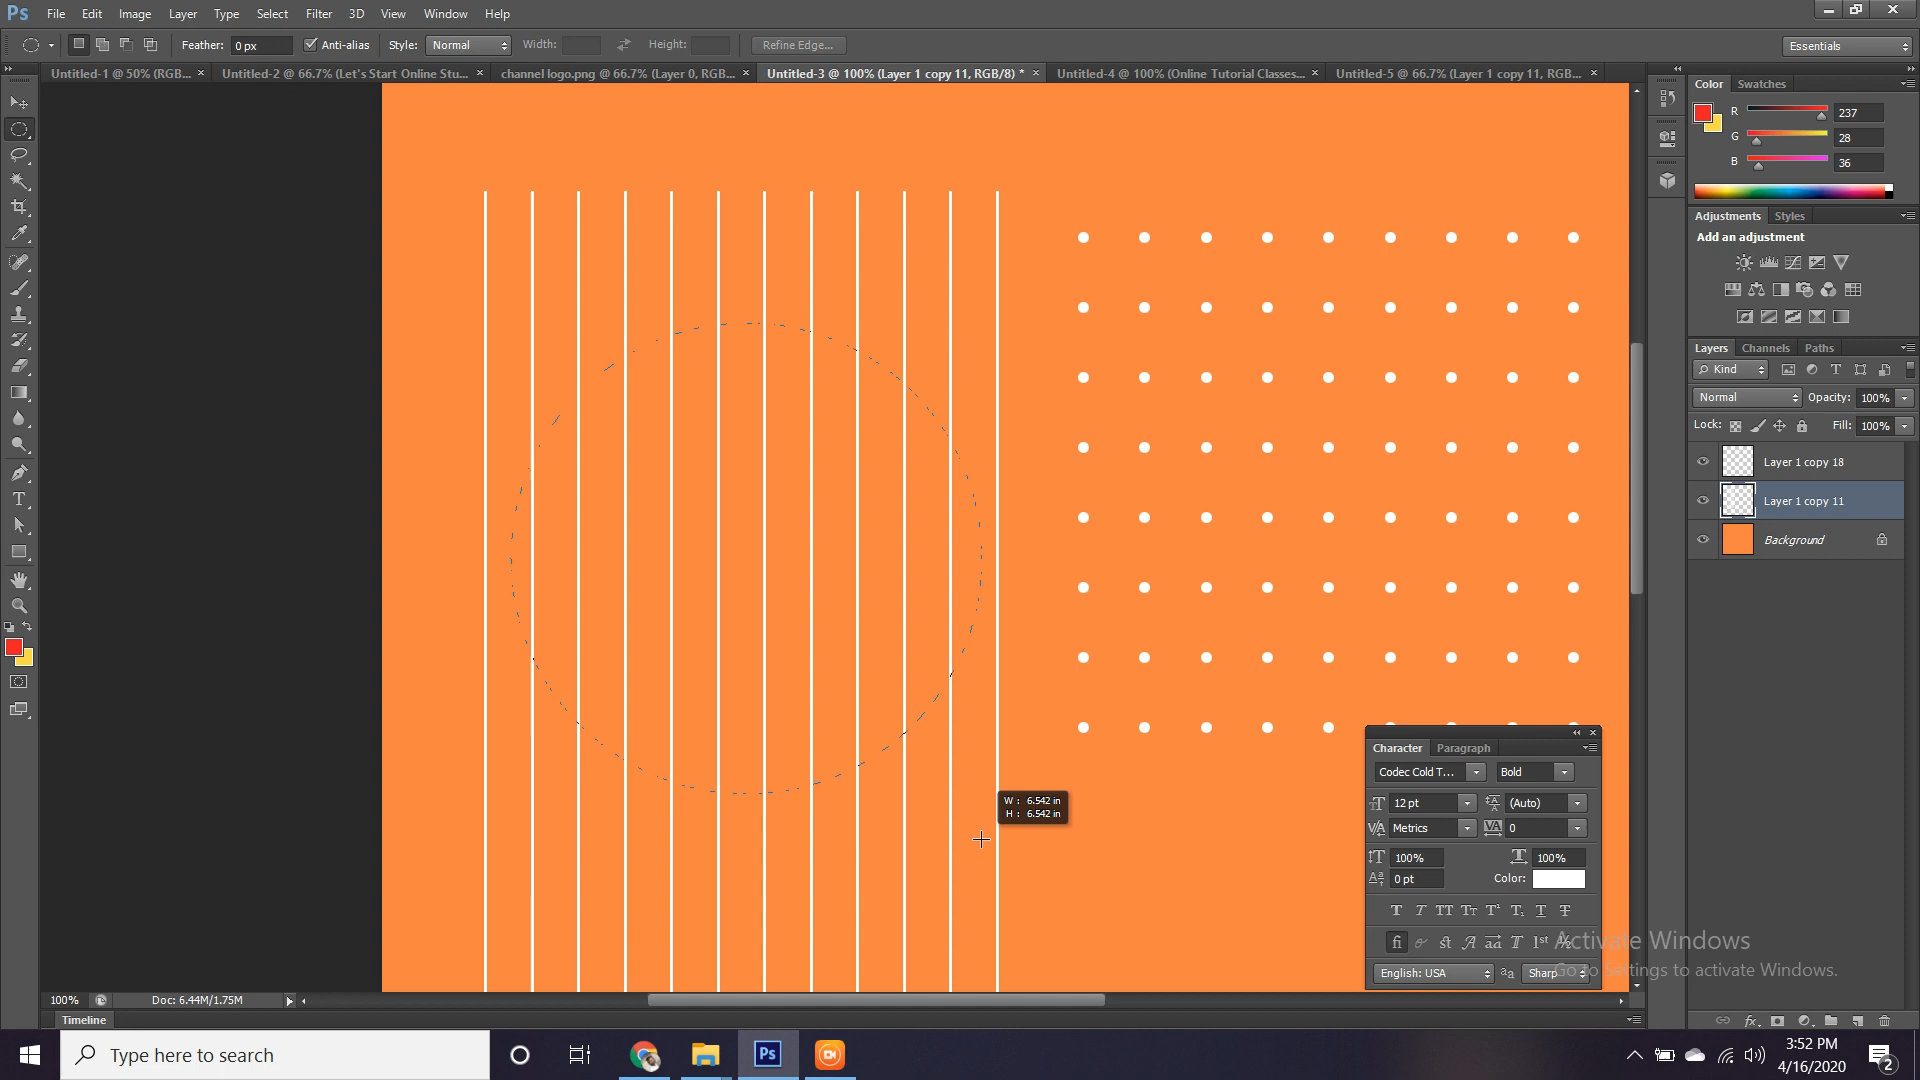 Ps File Edit Image Layer Type Select Filter 3D View Window Help
Feather: 0 px Anti-alias Style: Normal Width: Height: Refine Edge... Essentials
Untitled-1 @ 50% (RGB... × Untitled-2 @ 66.7% (Let's Start Online Stu... × channel logo.png @ 66.7% (Layer 0, RGB... × Untitled-3 @ 100% (Layer 1 copy 11, RGB/8) * × Untitled-4 @ 100% (Online Tutorial Classes... × Untitled-5 @ 66.7% (Layer 1 copy 11, RGB... ×
Color Swatches
R 237
G 28
B 36
Adjustments Styles
Add an adjustment
Layers Channels Paths
Kind
Normal Opacity: 100%
Lock: Fill: 100%
Layer 1 copy 18
Layer 1 copy 11
Background
W : 6.542 in
H : 6.542 in
Character Paragraph
Codec Cold T... Bold
12 pt (Auto)
Metrics 0
100% 100%
0 pt Color:
English: USA Sharp
Activate Windows
Go to Settings to activate Windows.
100% Doc: 6.44M/1.75M
Timeline
Type here to search
Ps
3:52 PM
4/16/2020
2